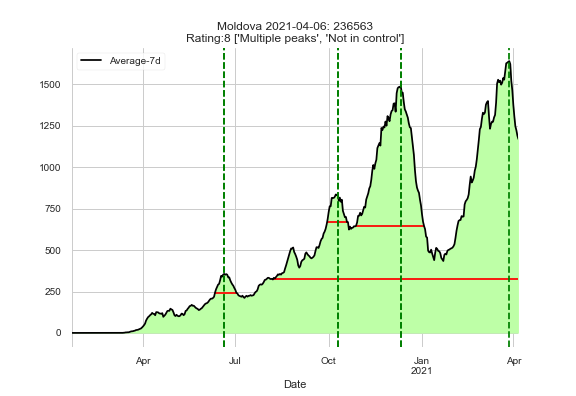 Moldova 2021-04-06: 236563
Rating:8 ['Multiple peaks', 'Not in control']
Average-7d
1500
1250
1000
750
500
250
0
Apr
Jul
Oct
Jan
2021
Apr
Date